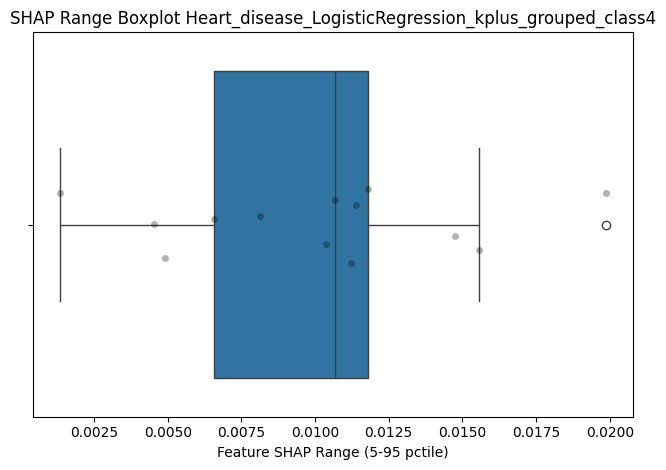 SHAP Range Boxplot Heart_disease_LogisticRegression_kplus_grouped_class4
0.0025 0.0050 0.0075 0.0100 0.0125 0.0150 0.0175 0.0200
Feature SHAP Range (5-95 pctile)